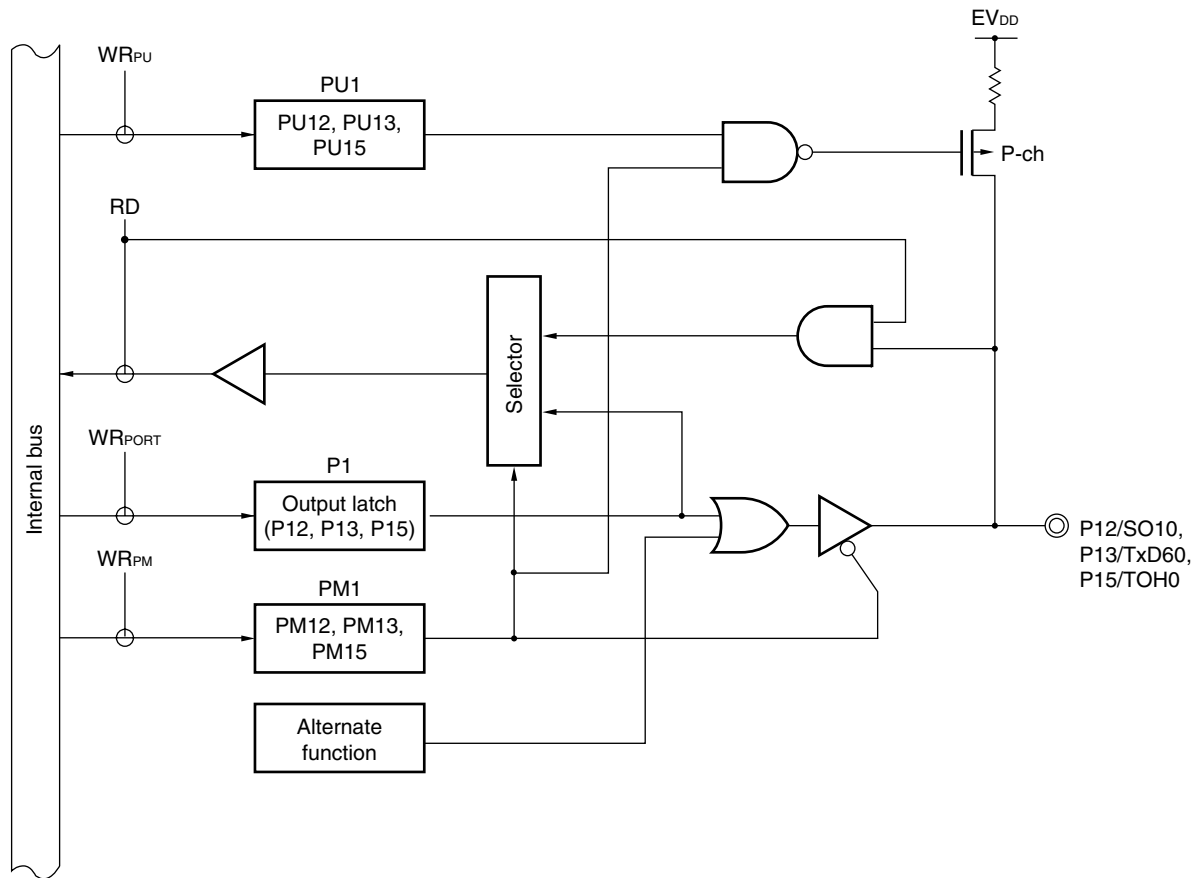 EVDD
WRPU
PU1
PU12, PU13,
PU15
P-ch
RD
Selector
Internal bus
WRPORT
P1
Output latch
(P12, P13, P15)
P12/SO10,
P13/TxD60,
P15/TOH0
WRPM
PM1
PM12, PM13,
PM15
Alternate
function